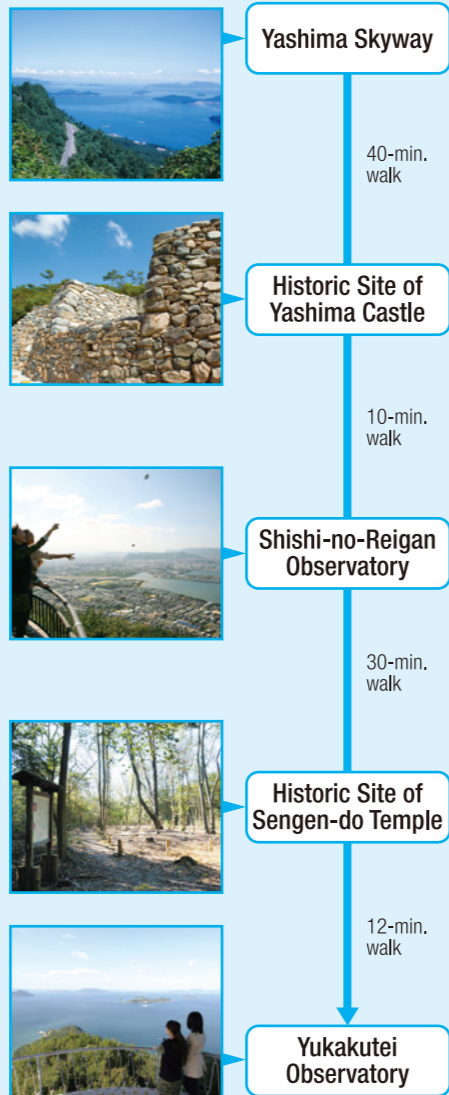 Yashima Skyway
40-min.
walk
Historic Site of
Yashima Castle
10-min.
walk
Shishi-no-Reigan
Observatory
30-min.
walk
Historic Site of
Sengen-do Temple
12-min.
walk
Yukakutei
Observatory